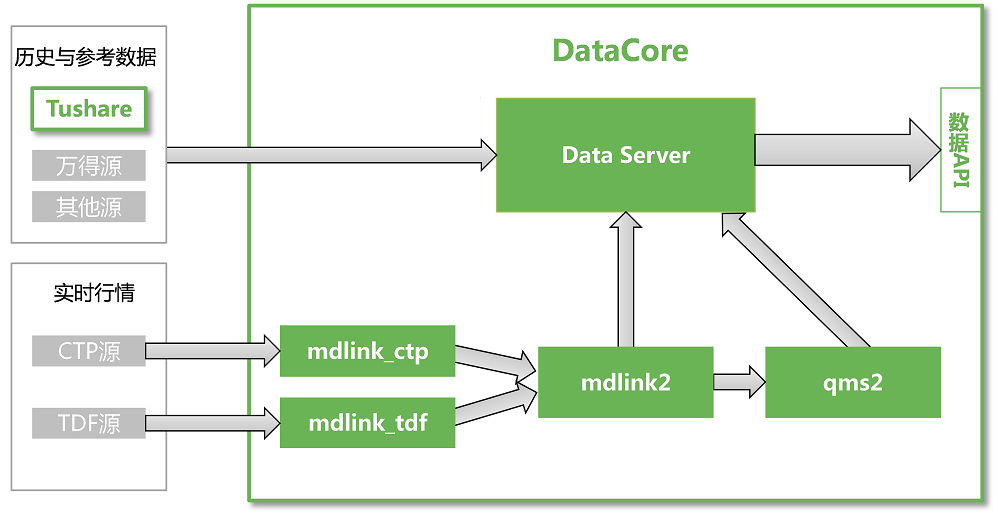 历史与参考数据
Tushare
万得源
其他源
实时行情
CTP源
TDF源
DataCore
Data Server
数据API
mdlink_ctp
mdlink_tdf
mdlink2
qms2